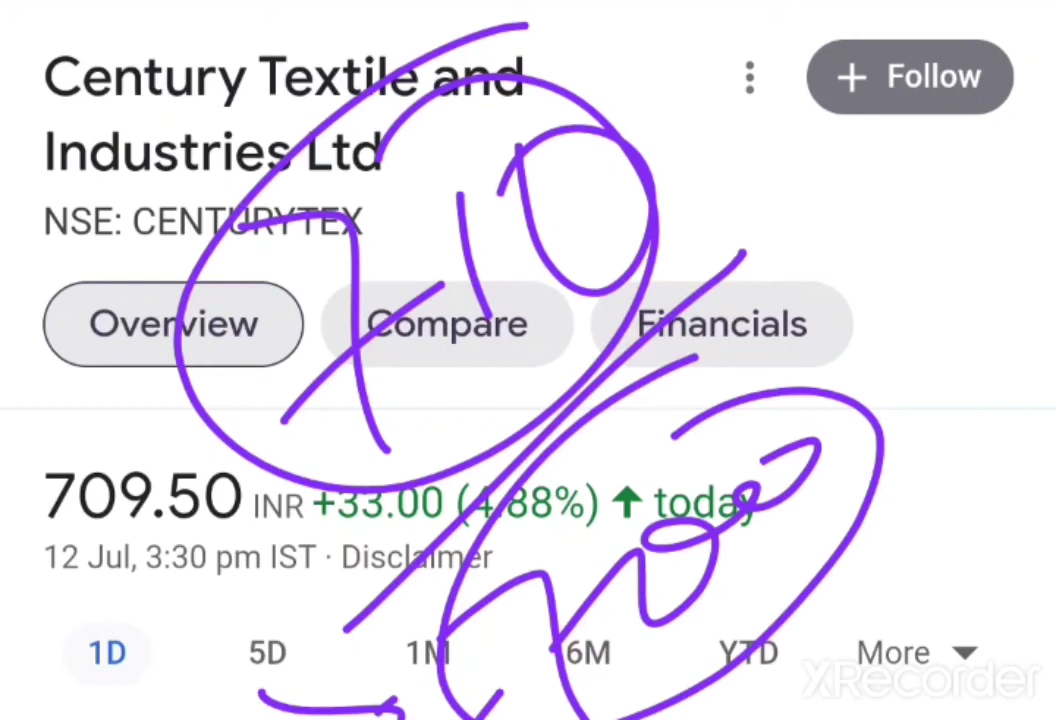 Century Textile and
Industries Ltd
Follow
NSE: CENTURYTEX
Overview
Compare
Financials
X10
709.50 INR +33.00 (4.88%) today
12 Jul, 3:30 pm IST · Disclaimer
1D 5D 1M 6M YTD More
XRecorder